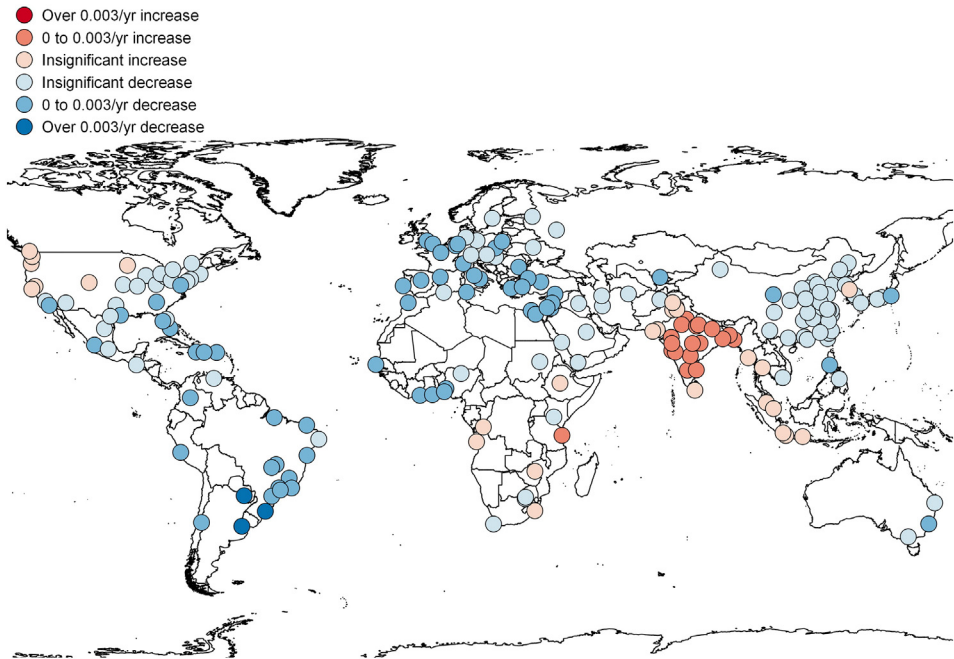 Over 0.003/yr increase
0 to 0.003/yr increase
Insignificant increase
Insignificant decrease
0 to 0.003/yr decrease
Over 0.003/yr decrease